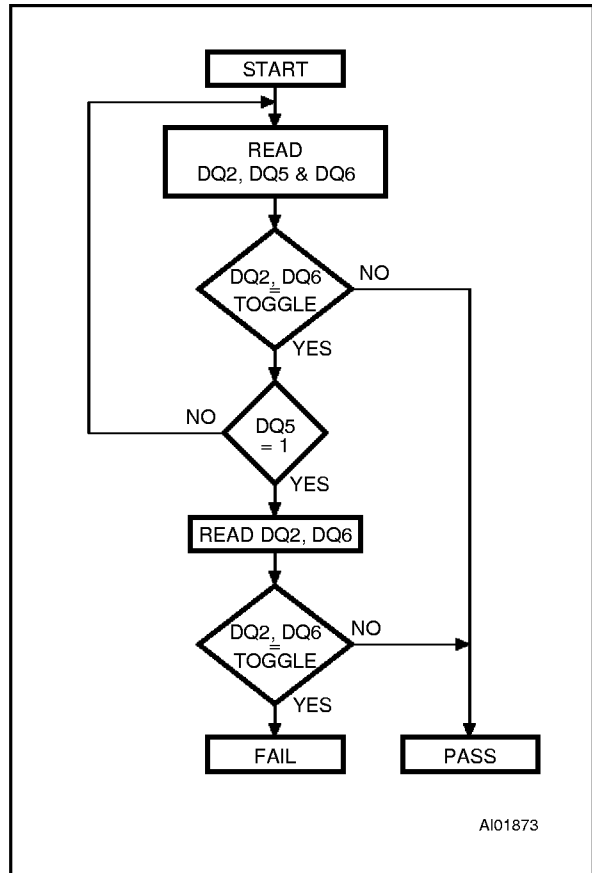 START
READ
DQ2, DQ5 & DQ6
DQ2, DQ6
=
TOGGLE
NO
YES
NO
DQ5
= 1
YES
READ DQ2, DQ6
DQ2, DQ6
=
TOGGLE
NO
YES
FAIL
PASS
AI01873